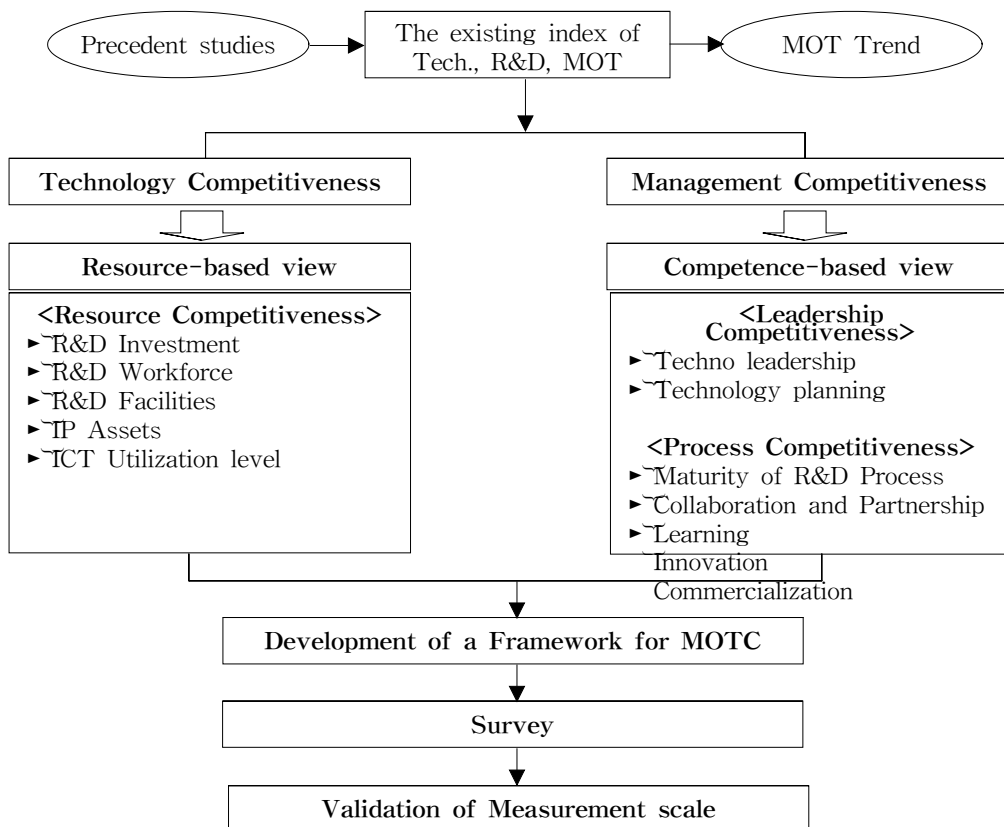 Precedent studies
The existing index of
Tech., R&D, MOT
MOT Trend
Technology Competitiveness
Management Competitiveness
Resource-based view
Competence-based view
<Resource Competitiveness>
► R&D Investment
► R&D Workforce
► R&D Facilities
► IP Assets
► ICT Utilization level
<Leadership
Competitiveness>
► Techno leadership
► Technology planning
<Process Competitiveness>
► Maturity of R&D Process
► Collaboration and Partnership
► Learning
Innovation
Commercialization
Development of a Framework for MOTC
Survey
Validation of Measurement scale